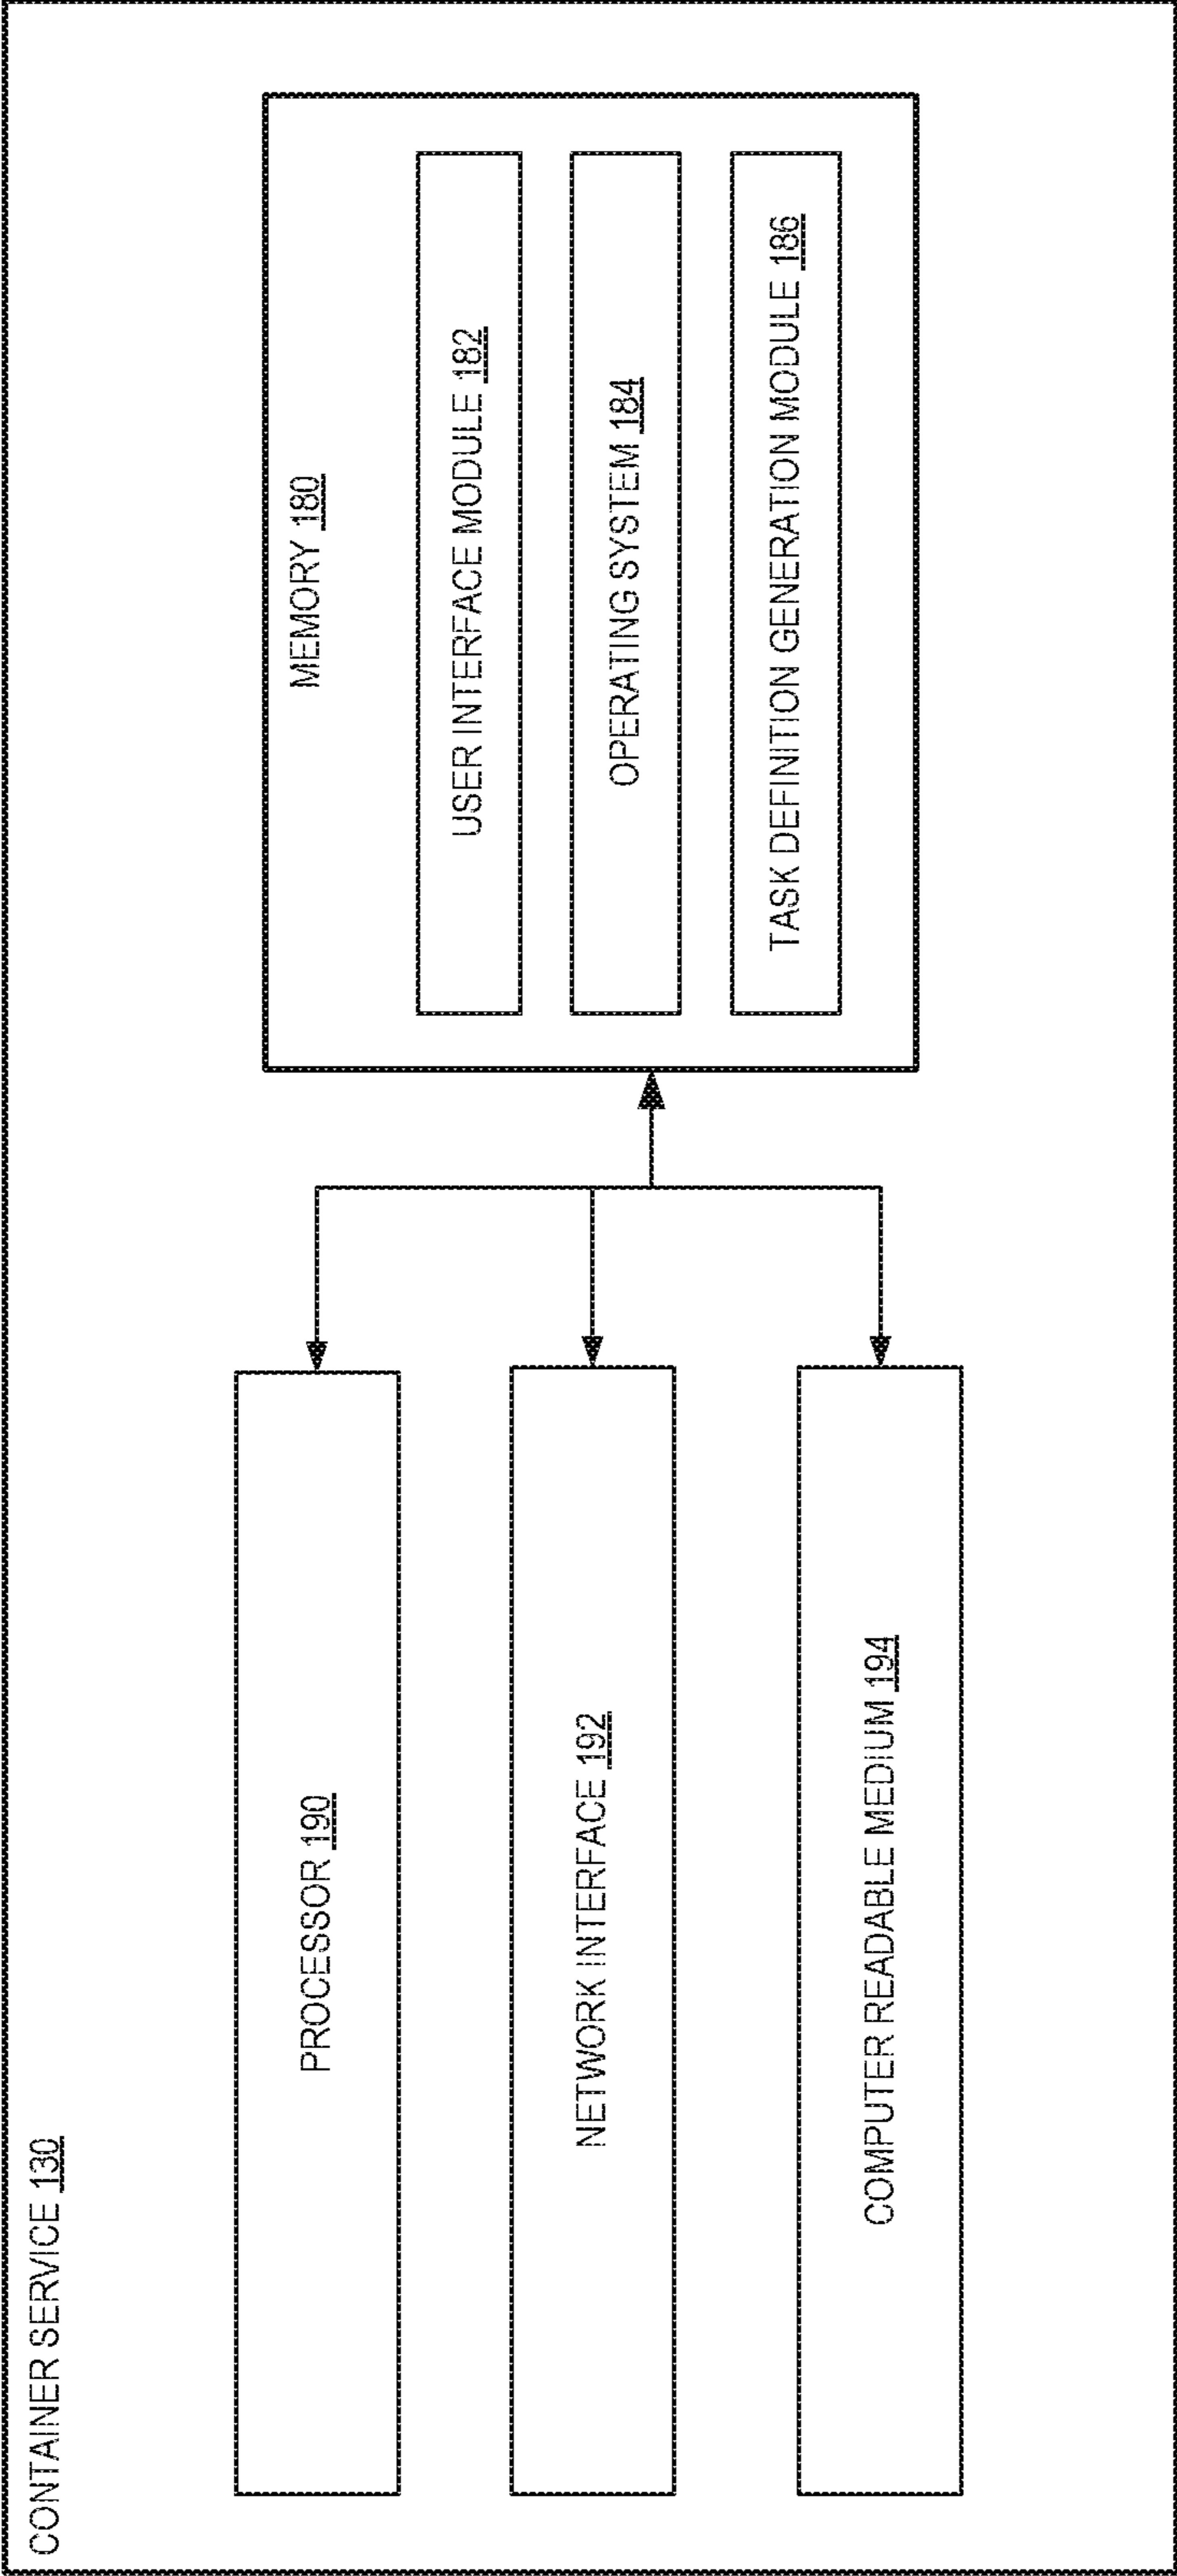 CONTAINER SERVICE 130
PROCESSOR 190
NETWORK INTERFACE 192
COMPUTER READABLE MEDIUM 194
MEMORY 180
USER INTERFACE MODULE 182
OPERATING SYSTEM 184
TASK DEFINITION GENERATION MODULE 186